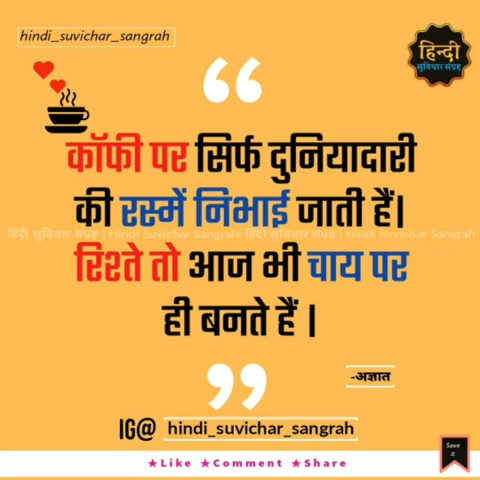 hindi_suvichar_sangrah
हिन्दी
सुविचार संग्रह
“
कॉफी पर सिर्फ दुनियादारी
की रस्में निभाई जाती हैं।
हिंदी सुविचार संग्रह | Hindi Suvichar Sangrah| हिंदी सुविचार संग्रह | Hindi Suvichar Sangrah
रिश्ते तो आज भी चाय पर
ही बनते हैं ।
-अज्ञात
”
IG@ hindi_suvichar_sangrah
Save
it
★Like ★Comment ★Share